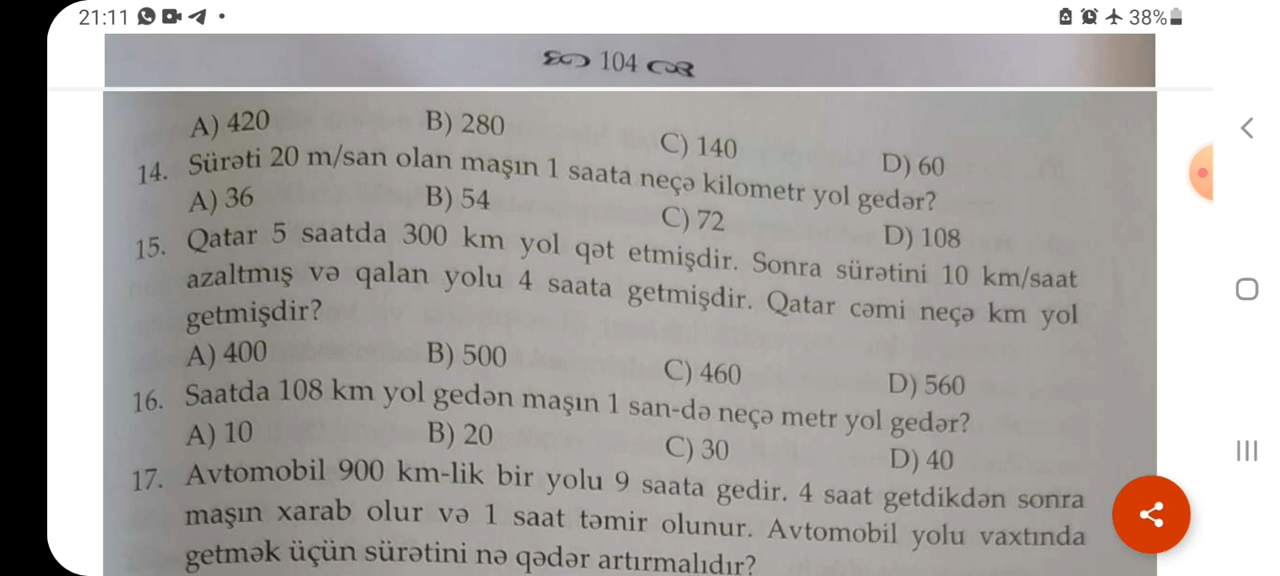 21:11
38%
104
A) 420 B) 280 C) 140 D) 60
14. Sürəti 20 m/san olan maşın 1 saata neçə kilometr yol gedər?
A) 36 B) 54 C) 72 D) 108
15. Qatar 5 saatda 300 km yol qət etmişdir. Sonra sürətini 10 km/saat
azaltmış və qalan yolu 4 saata getmişdir. Qatar cəmi neçə km yol
getmişdir?
A) 400 B) 500 C) 460 D) 560
16. Saatda 108 km yol gedən maşın 1 san-də neçə metr yol gedər?
A) 10 B) 20 C) 30 D) 40
17. Avtomobil 900 km-lik bir yolu 9 saata gedir. 4 saat getdikdən sonra
maşın xarab olur və 1 saat təmir olunur. Avtomobil yolu vaxtında
getmək üçün sürətini nə qədər artırmalıdır?